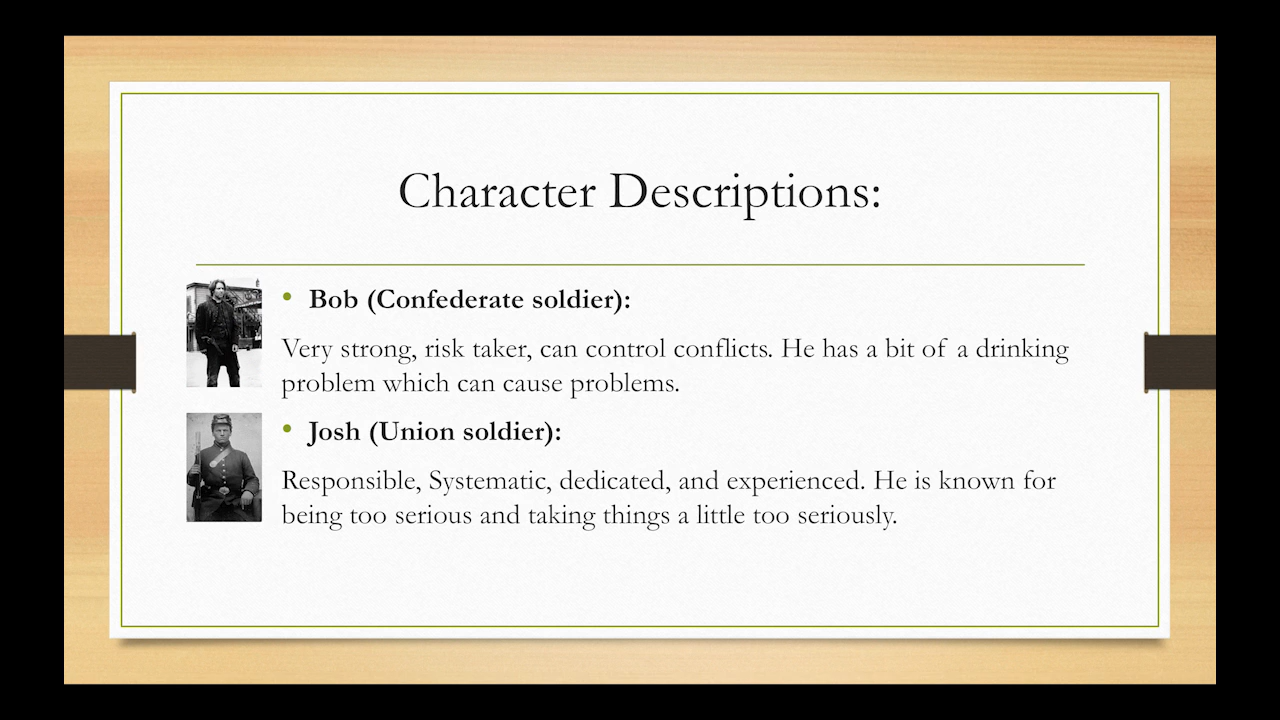 Character Descriptions:
• Bob (Confederate soldier):
Very strong, risk taker, can control conflicts. He has a bit of a drinking
problem which can cause problems.
• Josh (Union soldier):
Responsible, Systematic, dedicated, and experienced. He is known for
being too serious and taking things a little too seriously.